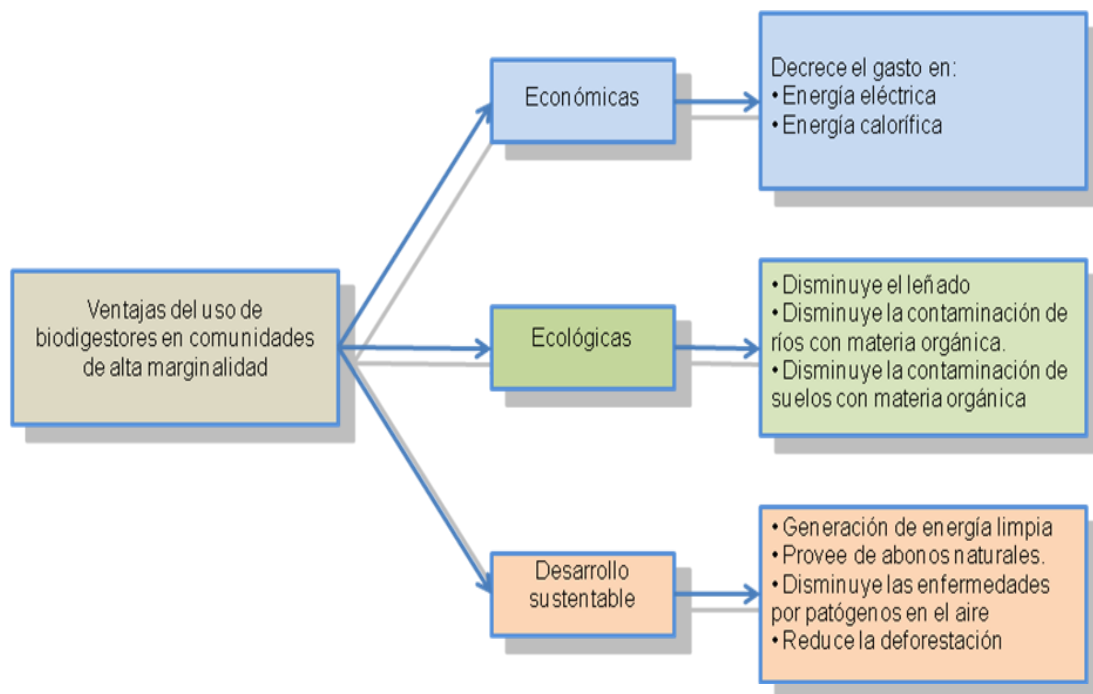 Ventajas del uso de
biodigestores en comunidades
de alta marginalidad
Económicas
Decrece el gasto en:
• Energía eléctrica
• Energía calorífica
Ecológicas
• Disminuye el leñado
• Disminuye la contaminación de
ríos con materia orgánica.
• Disminuye la contaminación de
suelos con materia orgánica
Desarrollo
sustentable
• Generación de energía limpia
• Provee de abonos naturales.
• Disminuye las enfermedades
por patógenos en el aire
• Reduce la deforestación